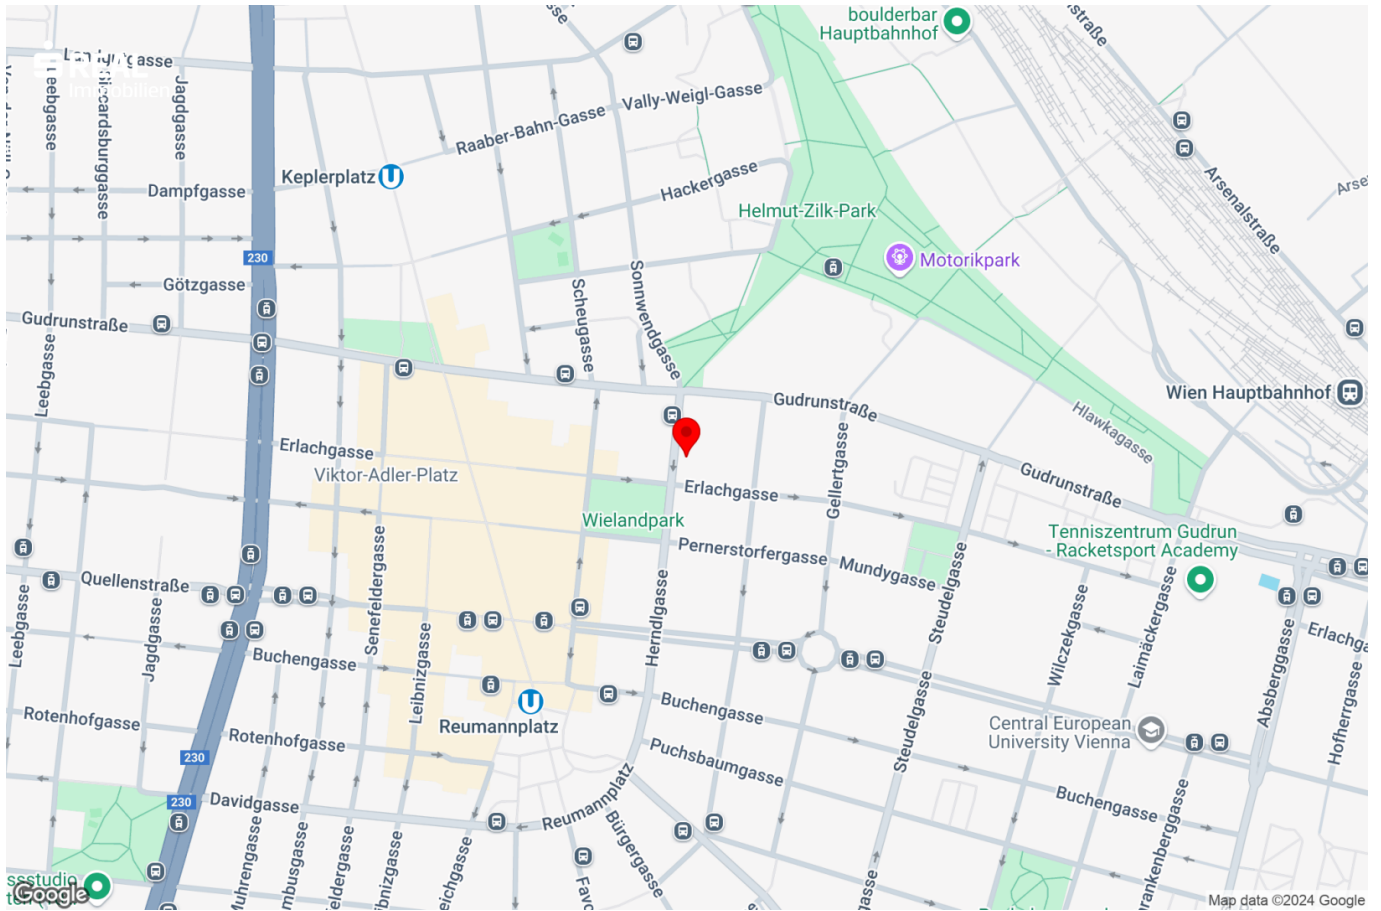 boulderbar
Hauptbahnhof
REAL
Immobilien
Leebgasse
Jagdgasse
Vally-Weigl-Gasse
Raaber-Bahn-Gasse
Keplerplatz
U
Dampfgasse
Hackergasse
Arsenalstraße
Helmut-Zilk-Park
Motorikpark
230
Götzgasse
Sonnwendgasse
Scheugasse
Gudrunstraße
Leebgasse
Wien Hauptbahnhof
Gudrunstraße
Hlawkagasse
Erlachgasse
Viktor-Adler-Platz
Gellertgasse
Gudrunstraße
Erlachgasse
Wielandpark
Tenniszentrum Gudrun
- Racketsport Academy
Pernerstorfergasse
Mundygasse
Quellenstraße
Senefeldergasse
Herndlgasse
Steudelgasse
Wilczekgasse
Laimäckergasse
Leebgasse
Jagdgasse
Buchengasse
Leibnizgasse
Absberggasse
Hofherrgasse
Rotenhofgasse
Rotenhofgasse
U
Reumannplatz
Buchengasse
Steudelgasse
Central European
University Vienna
Puchsbaumgasse
230
230
Davidgasse
Reumannplatz
Buchengasse
Bürgergasse
Google
Map data ©2024 Google